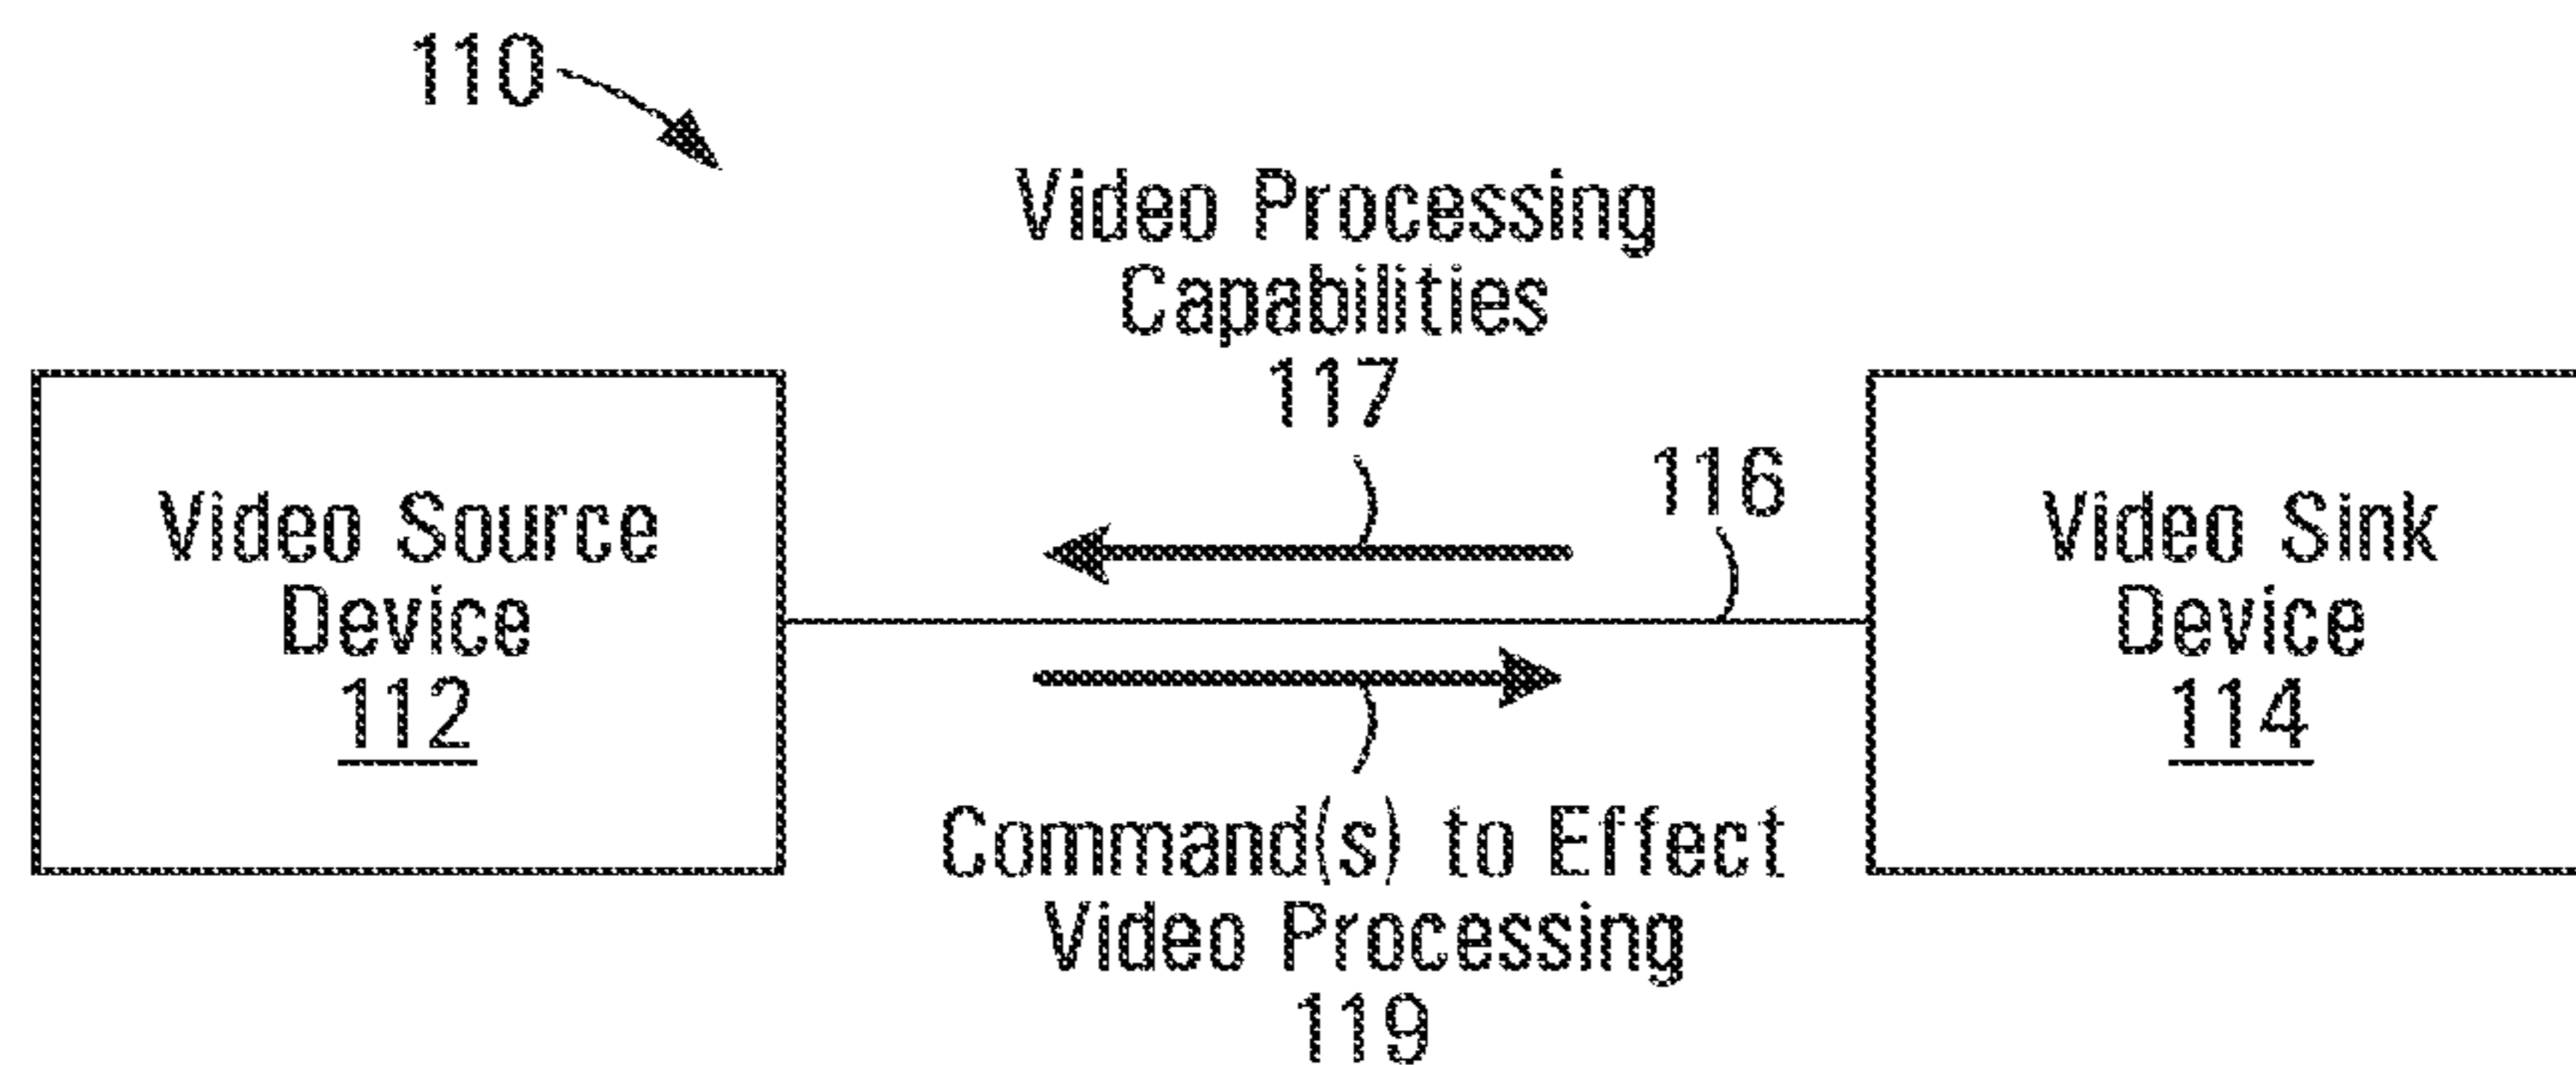 110
Video Processing
Capabilities
117
116
Video Source
Device
112
Video Sink
Device
114
Command(s) to Effect
Video Processing
119